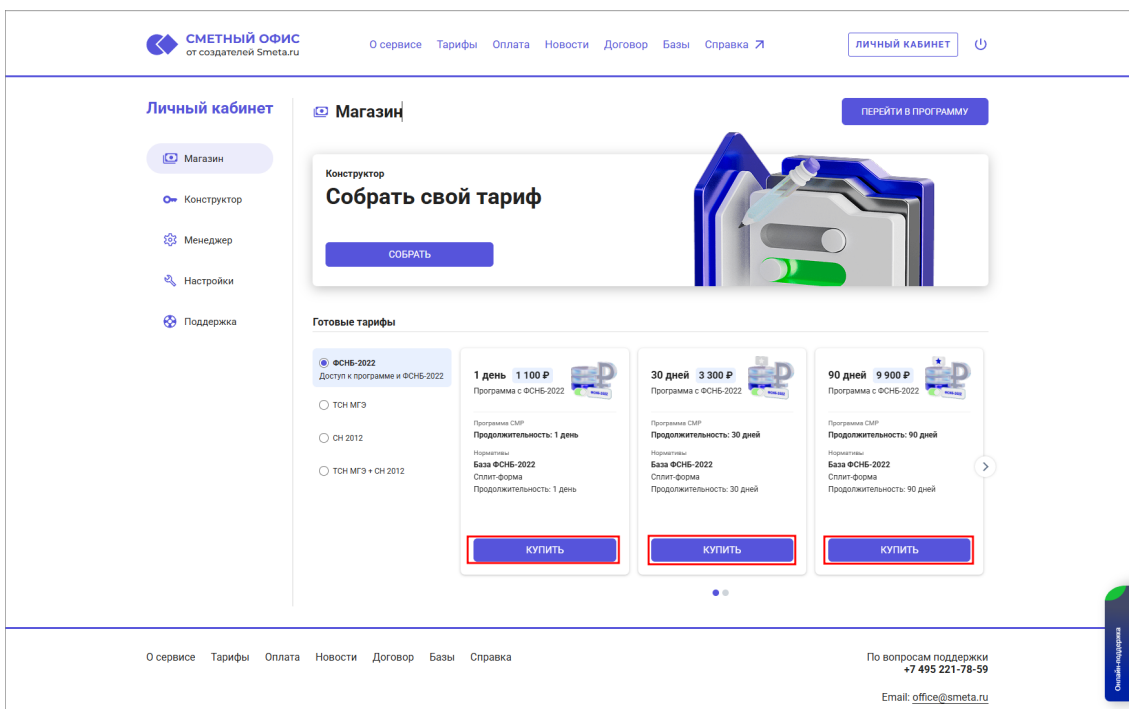 СМЕТНЫЙ ОФИС
от создателей Smeta.ru
О сервисе Тарифы Оплата Новости Договор Базы Справка
ЛИЧНЫЙ КАБИНЕТ
Личный кабинет
Магазин
Конструктор
Менеджер
Настройки
Поддержка
Магазин
ПЕРЕЙТИ В ПРОГРАММУ
Конструктор
Собрать свой тариф
СОБРАТЬ
Готовые тарифы
ФСНБ-2022
Доступ к программе и ФСНБ-2022
ТСН МГЭ
СН 2012
ТСН МГЭ + СН 2012
1 день 1 100 ₽
Программа с ФСНБ-2022
Программа СМР
Продолжительность: 1 день
Нормативы
База ФСНБ-2022
Сплит-форма
Продолжительность: 1 день
КУПИТЬ
30 дней 3 300 ₽
Программа с ФСНБ-2022
Программа СМР
Продолжительность: 30 дней
Нормативы
База ФСНБ-2022
Сплит-форма
Продолжительность: 30 дней
КУПИТЬ
90 дней 9 900 ₽
Программа с ФСНБ-2022
Программа СМР
Продолжительность: 90 дней
Нормативы
База ФСНБ-2022
Сплит-форма
Продолжительность: 90 дней
КУПИТЬ
Онлайн-поддержка
О сервисе Тарифы Оплата Новости Договор Базы Справка
По вопросам поддержки
+7 495 221-78-59
Email: office@smeta.ru